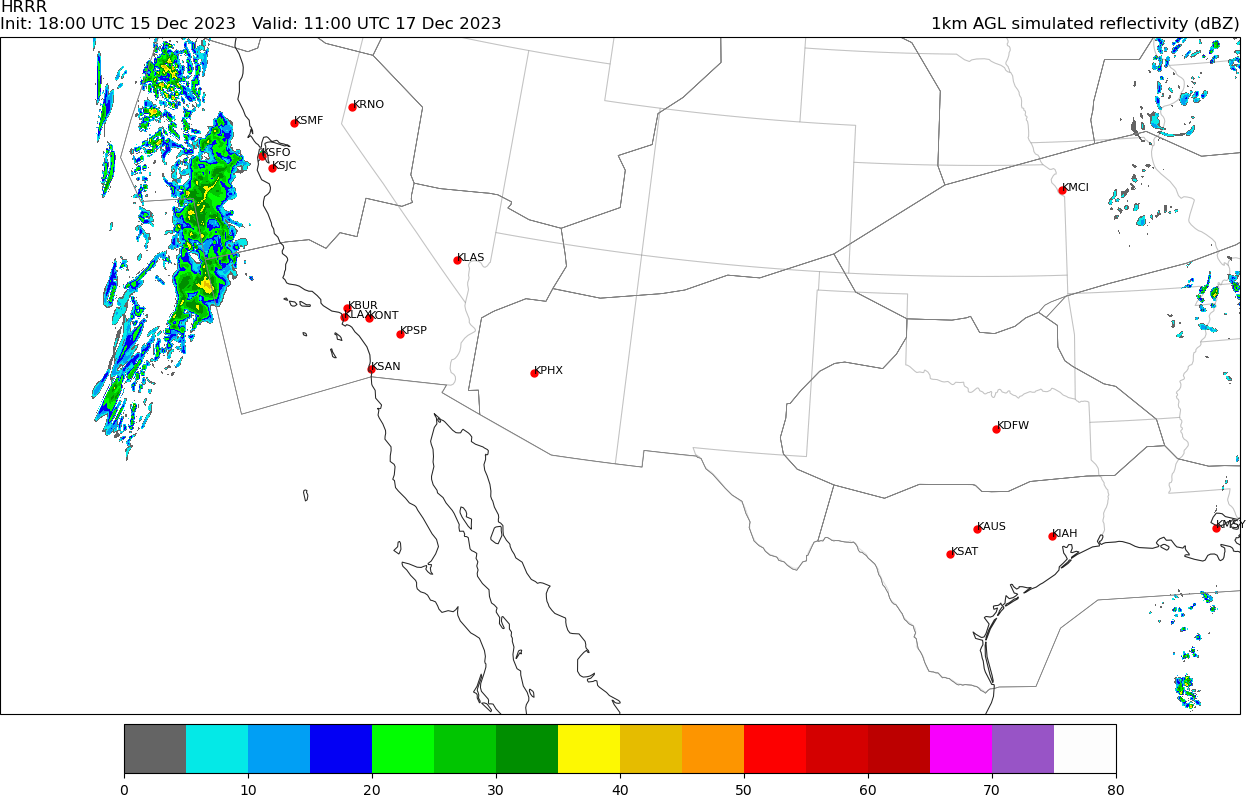 HRRR
Init: 18:00 UTC 15 Dec 2023   Valid: 11:00 UTC 17 Dec 2023
1km AGL simulated reflectivity (dBZ)
KRNO
KSMF
KSFO
KSJC
KMCI
KLAS
KBUR
KLAX
KONT
KPSP
KSAN
KPHX
KDFW
KAUS
KMSY
KIAH
KSAT
0 10 20 30 40 50 60 70 80